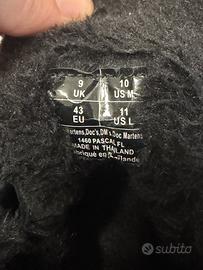 9 10
UK US M
43 11
EU US L
Martens, Doc's, DM's Doc Martens
1460 PASCAL FL
MADE IN THAILAND
subito